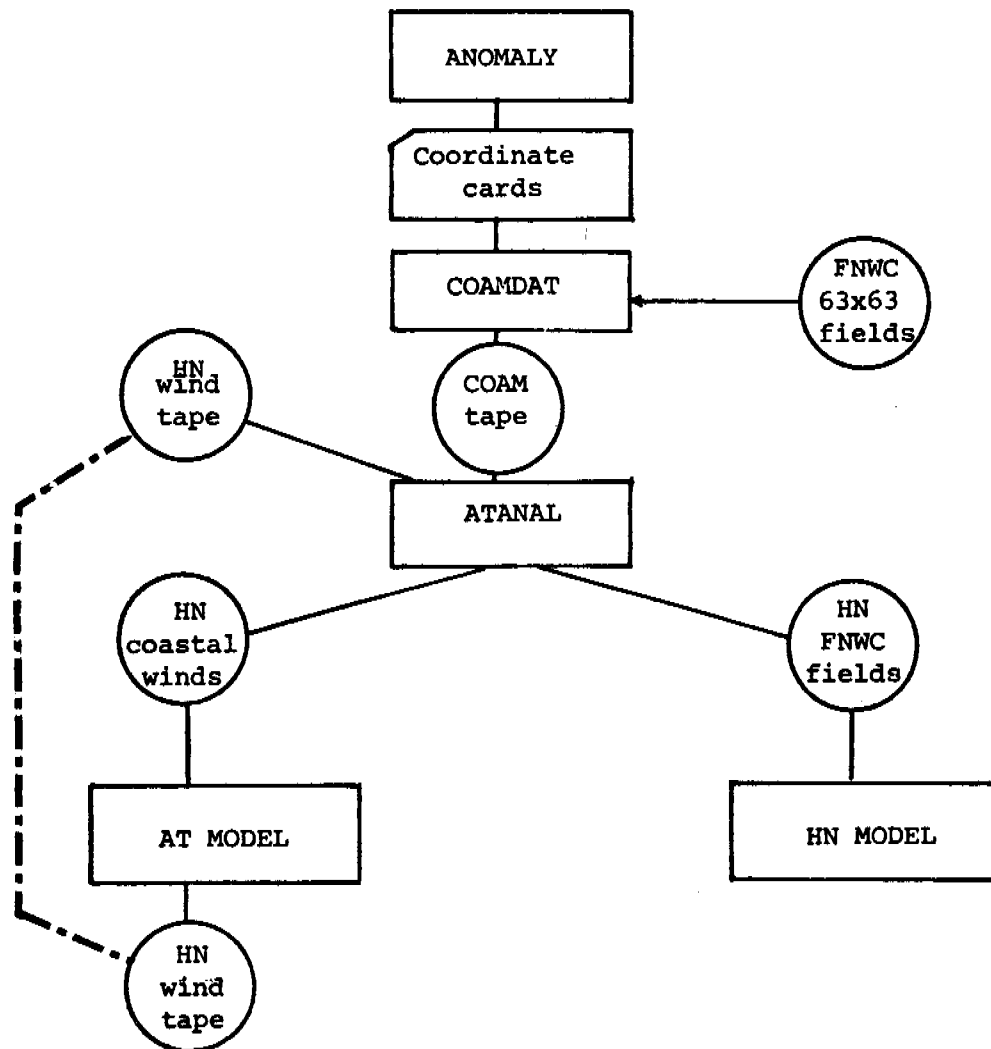 ANOMALY
Coordinate
cards
COAMDAT
FNWC
63x63
fields
HN
wind
tape
COAM
tape
ATANAL
HN
coastal
winds
HN
FNWC
fields
AT MODEL
HN MODEL
HN
wind
tape